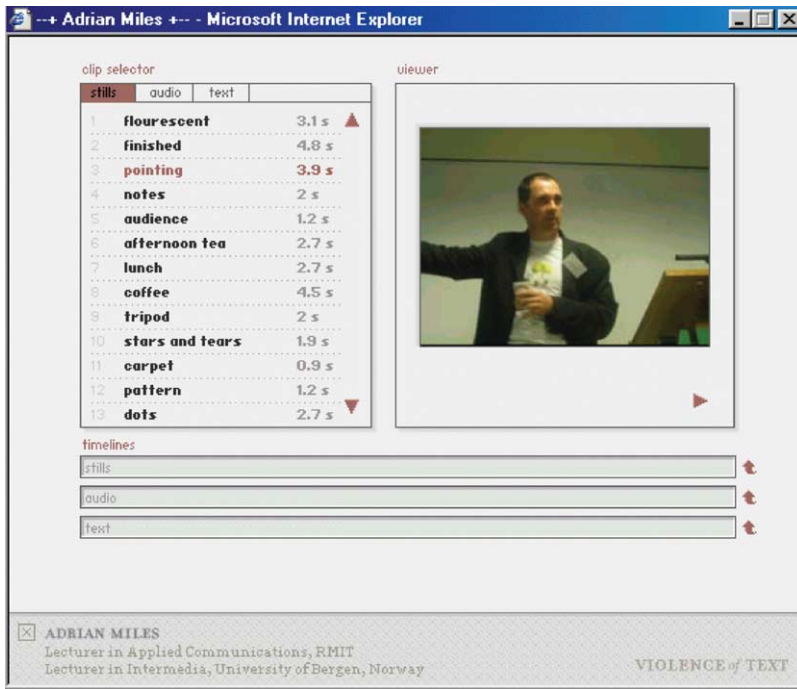 --+ Adrian Miles +-- - Microsoft Internet Explorer
clip selector
viewer
stills audio text
1 flourescent 3.1 s
2 finished 4.8 s
3 pointing 3.9 s
4 notes 2 s
5 audience 1.2 s
6 afternoon tea 2.7 s
7 lunch 2.7 s
8 coffee 4.5 s
9 tripod 2 s
10 stars and tears 1.9 s
11 carpet 0.9 s
12 pattern 1.2 s
13 dots 2.7 s
timelines
stills
audio
text
ADRIAN MILES
Lecturer in Applied Communications, RMIT
Lecturer in Intermedia, University of Bergen, Norway
VIOLENCE of TEXT